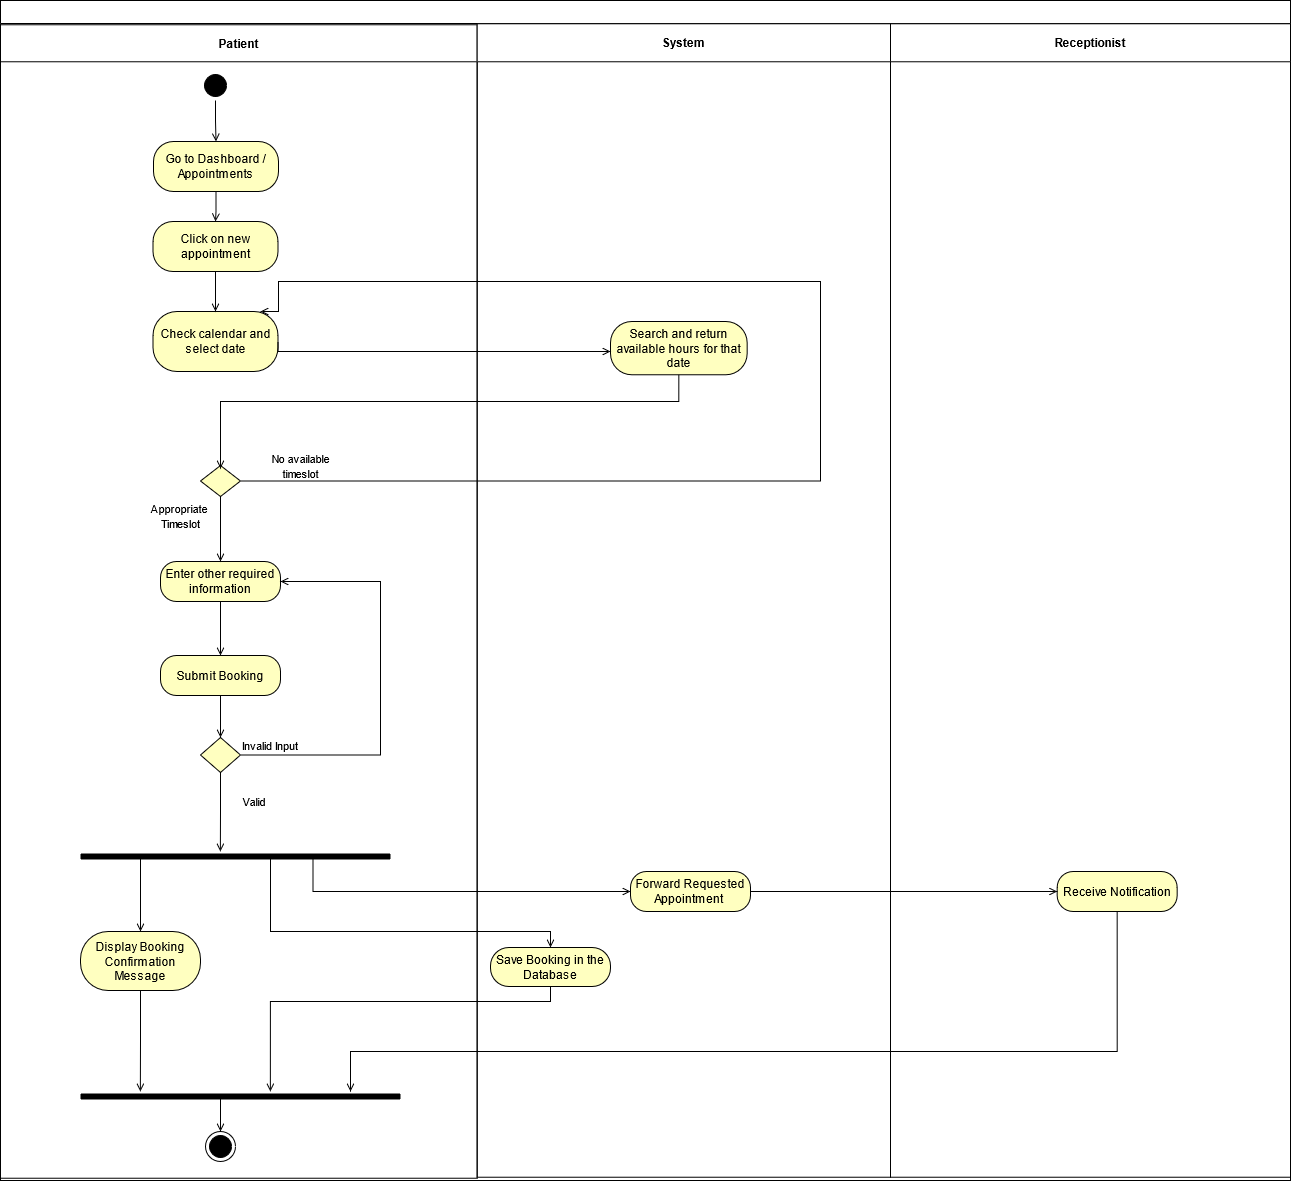 Patient
System
Receptionist
Go to Dashboard /
Appointments
Click on new
appointment
Check calendar and
select date
Search and return
available hours for that
date
No available
timeslot
Appropriate
Timeslot
Enter other required
information
Submit Booking
Invalid Input
Valid
Forward Requested
Appointment
Receive Notification
Display Booking
Confirmation
Message
Save Booking in the
Database